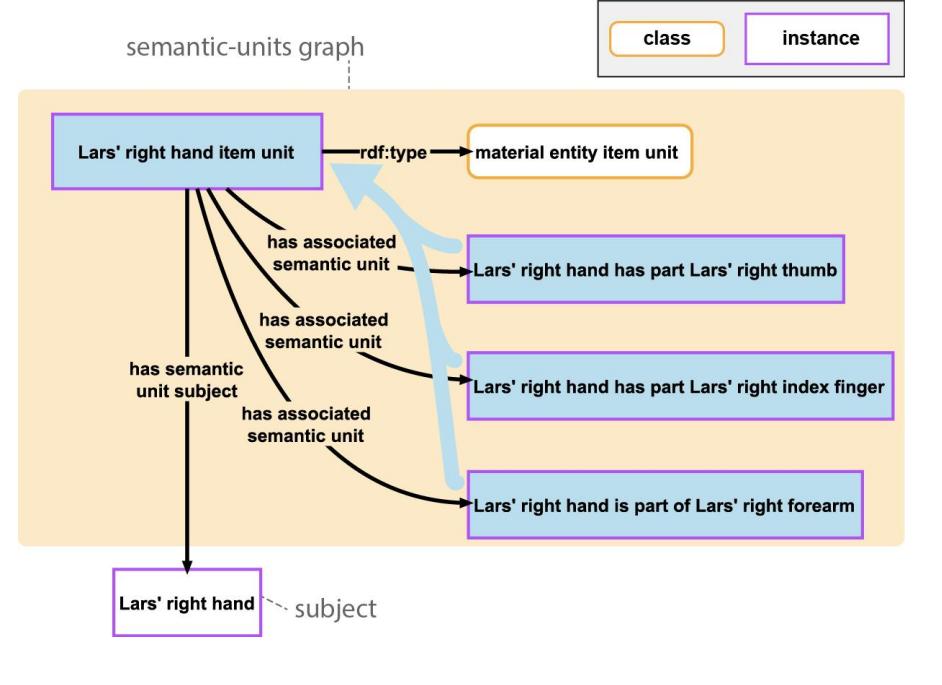 semantic-units graph
class
instance
Lars' right hand item unit
rdf:type
material entity item unit
has associated
semantic unit
Lars' right hand has part Lars' right thumb
has associated
semantic unit
has semantic
unit subject
Lars' right hand has part Lars' right index finger
has associated
semantic unit
Lars' right hand is part of Lars' right forearm
Lars' right hand
subject